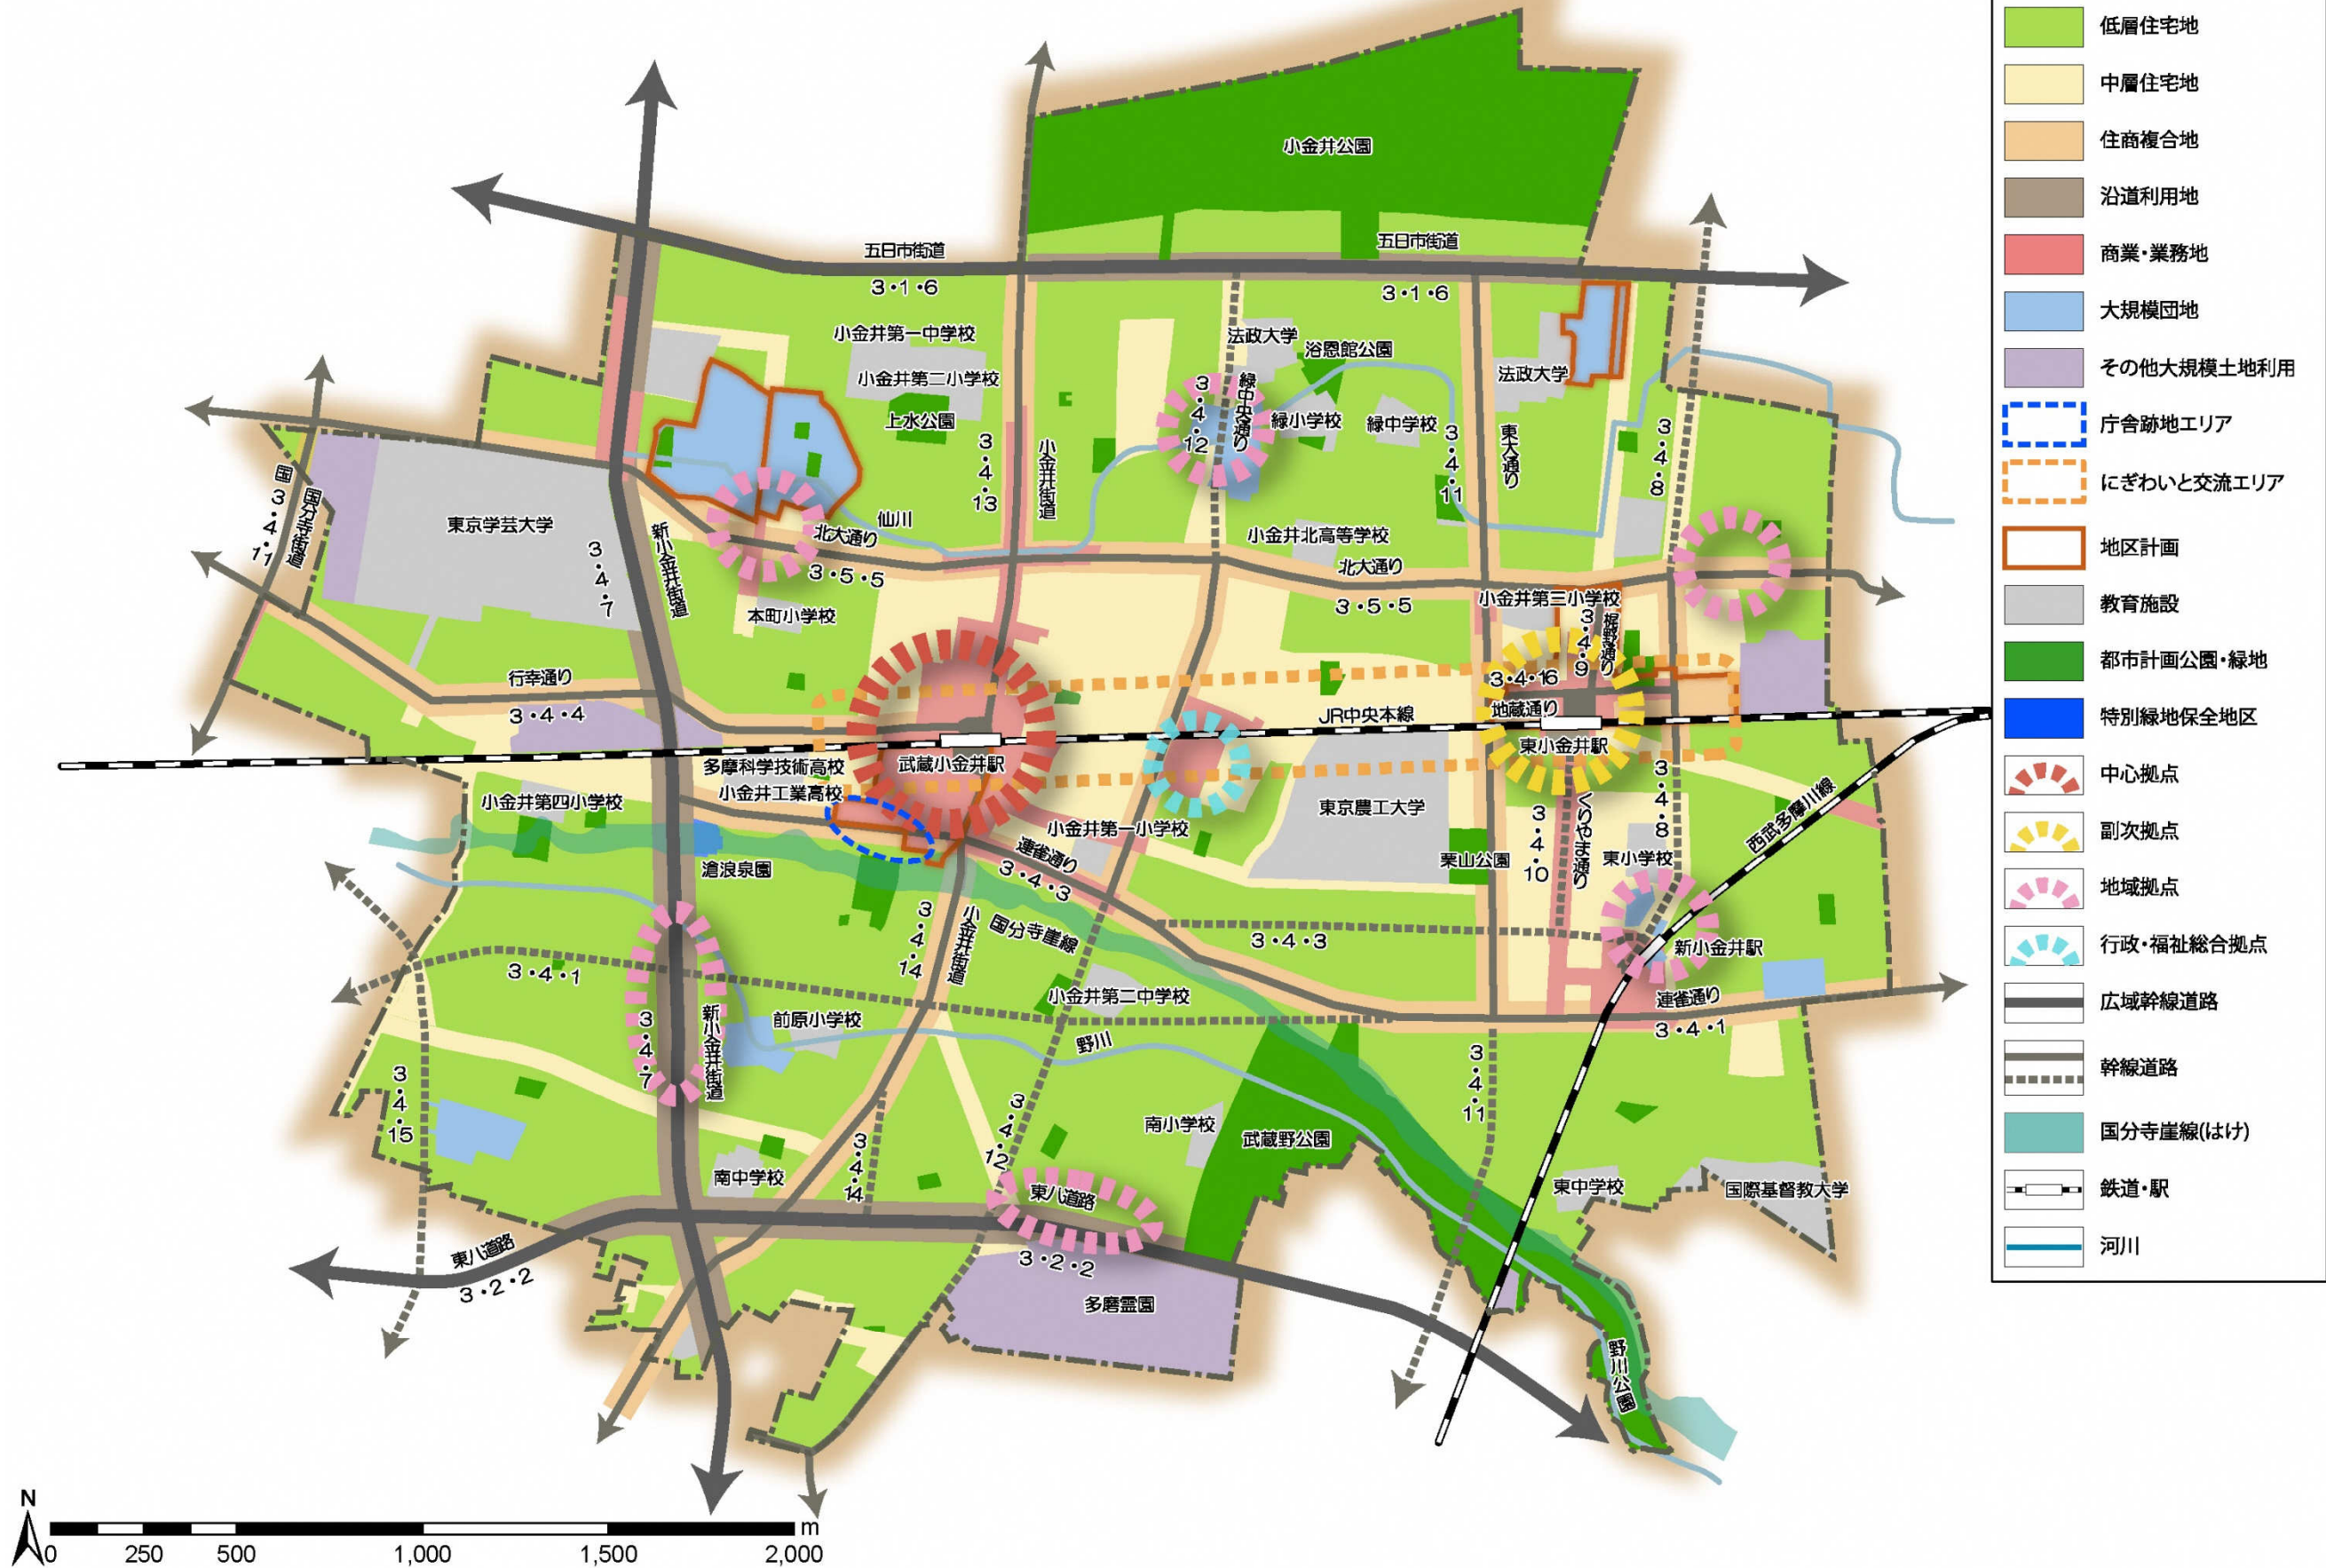 小金井公園
五日市街道
3・1・6
五日市街道
3・1・6
小金井第一中学校
小金井第二小学校
上水公園
3・4・13
小金井街道
法政大学
浴恩館公園
3・4・12
緑中央通り
緑小学校
緑中学校
3・4・11
東大通り
法政大学
3・4・8
国3・4・11
国分寺街道
東京学芸大学
3・4・7
新小金井街道
仙川
北大通り
3・5・5
本町小学校
小金井北高等学校
北大通り
3・5・5
小金井第三小学校
3・4・9
梶野通り
行幸通り
3・4・4
3・4・16
地蔵通り
JR中央本線
東小金井駅
武蔵小金井駅
多摩科学技術高校
小金井工業高校
小金井第四小学校
滄浪泉園
小金井第一小学校
連雀通り
3・4・3
東京農工大学
栗山公園
3・4・10
くりやま通り
東小学校
3・4・8
西武多摩川線
新小金井駅
3・4・14
小金井街道
国分寺崖線
3・4・3
3・4・1
3・4・7
新小金井街道
前原小学校
小金井第二中学校
野川
連雀通り
3・4・1
3・4・15
3・4・11
3・4・12
3・4・14
南小学校
武蔵野公園
南中学校
東八道路
3・2・2
東八道路
3・2・2
多磨霊園
東中学校
国際基督教大学
野川公園
低層住宅地
中層住宅地
住商複合地
沿道利用地
商業・業務地
大規模団地
その他大規模土地利用
庁舎跡地エリア
にぎわいと交流エリア
地区計画
教育施設
都市計画公園・緑地
特別緑地保全地区
中心拠点
副次拠点
地域拠点
行政・福祉総合拠点
広域幹線道路
幹線道路
国分寺崖線(はけ)
鉄道・駅
河川
N
m
0 250 500 1,000 1,500 2,000